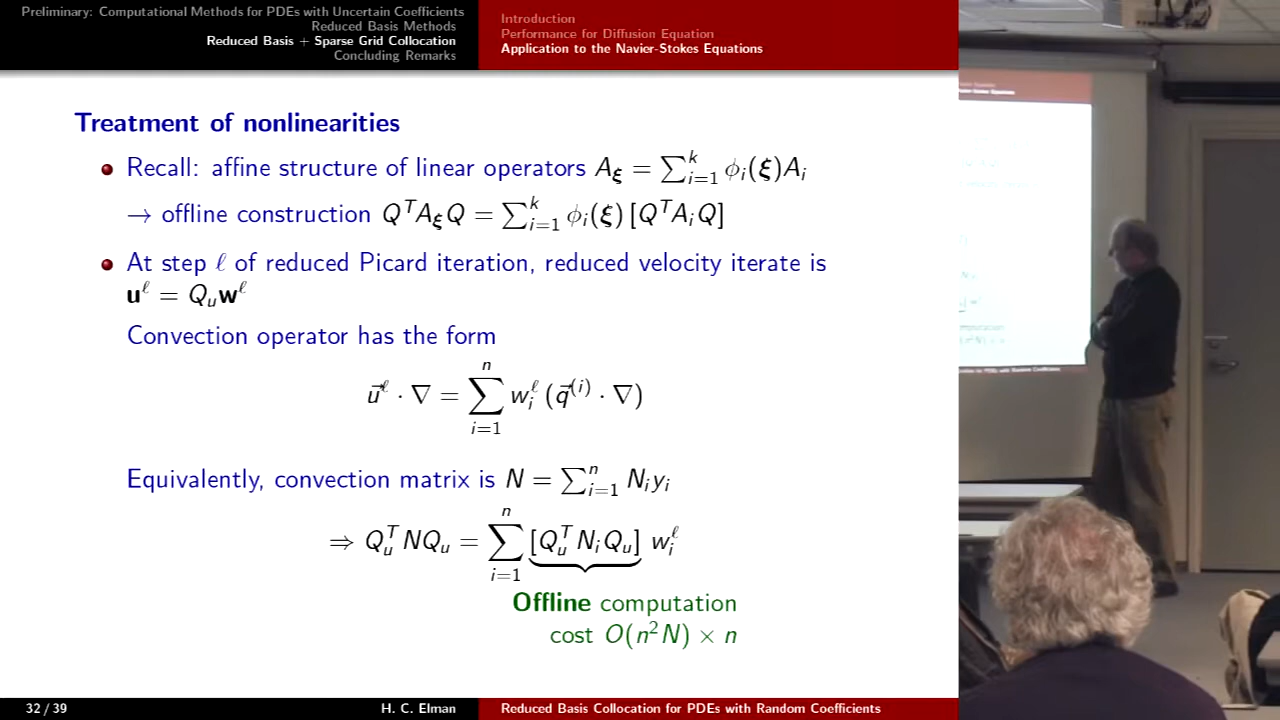 Preliminary: Computational Methods for PDEs with Uncertain Coefficients
Reduced Basis Methods
Reduced Basis + Sparse Grid Collocation
Concluding Remarks
Introduction
Performance for Diffusion Equation
Application to the Navier-Stokes Equations
Treatment of nonlinearities
Recall: affine structure of linear operators A_ξ = ∑_{i=1}^k φ_i(ξ)A_i
→ offline construction Q^T A_ξ Q = ∑_{i=1}^k φ_i(ξ) [Q^T A_i Q]
At step ℓ of reduced Picard iteration, reduced velocity iterate is
u^ℓ = Q_u w^ℓ
Convection operator has the form
u⃗^ℓ · ∇ = ∑_{i=1}^n w_i^ℓ (q⃗^(i) · ∇)
Equivalently, convection matrix is N = ∑_{i=1}^n N_i y_i
⇒ Q_u^T N Q_u = ∑_{i=1}^n [Q_u^T N_i Q_u] w_i^ℓ
Offline computation
cost O(n²N) × n
32 / 39
H. C. Elman
Reduced Basis Collocation for PDEs with Random Coefficients